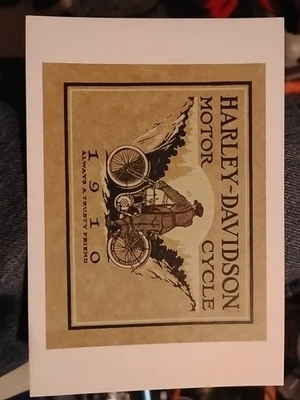 HARLEY-DAVIDSON
MOTOR CYCLE
1910
ALWAYS A TRUSTY FRIEND